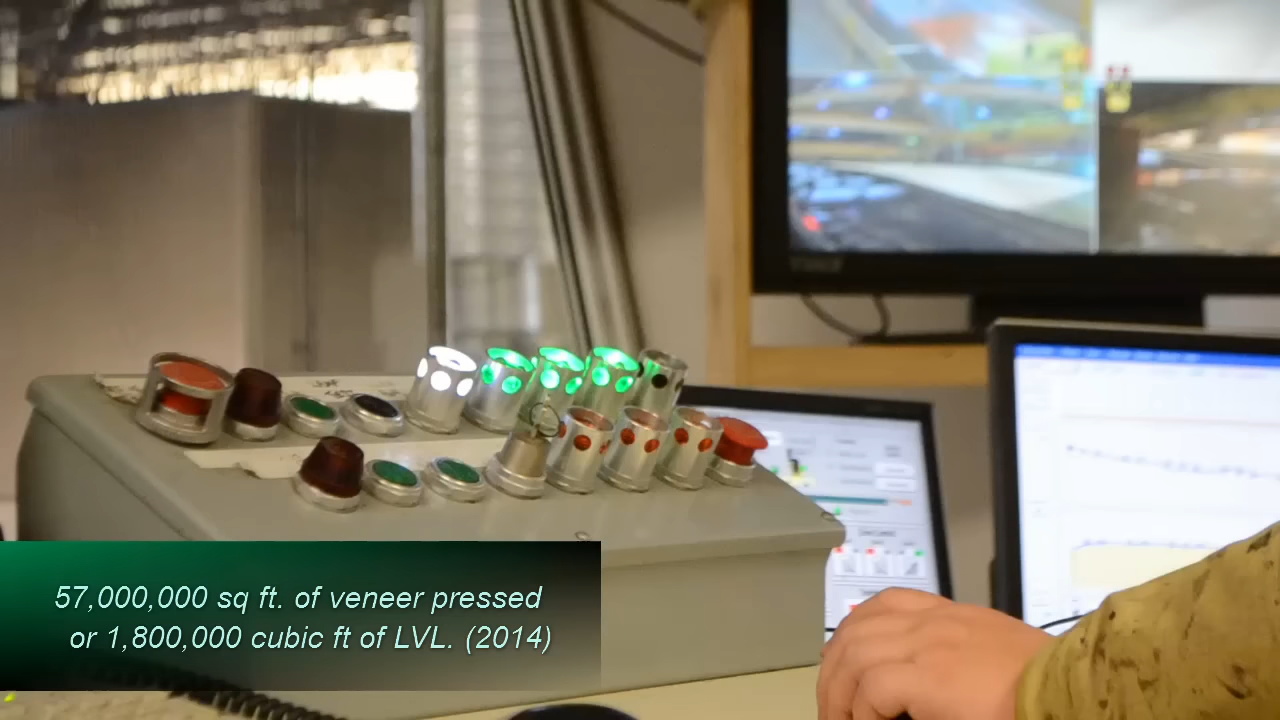 57,000,000 sq ft. of veneer pressed
or 1,800,000 cubic ft of LVL. (2014)